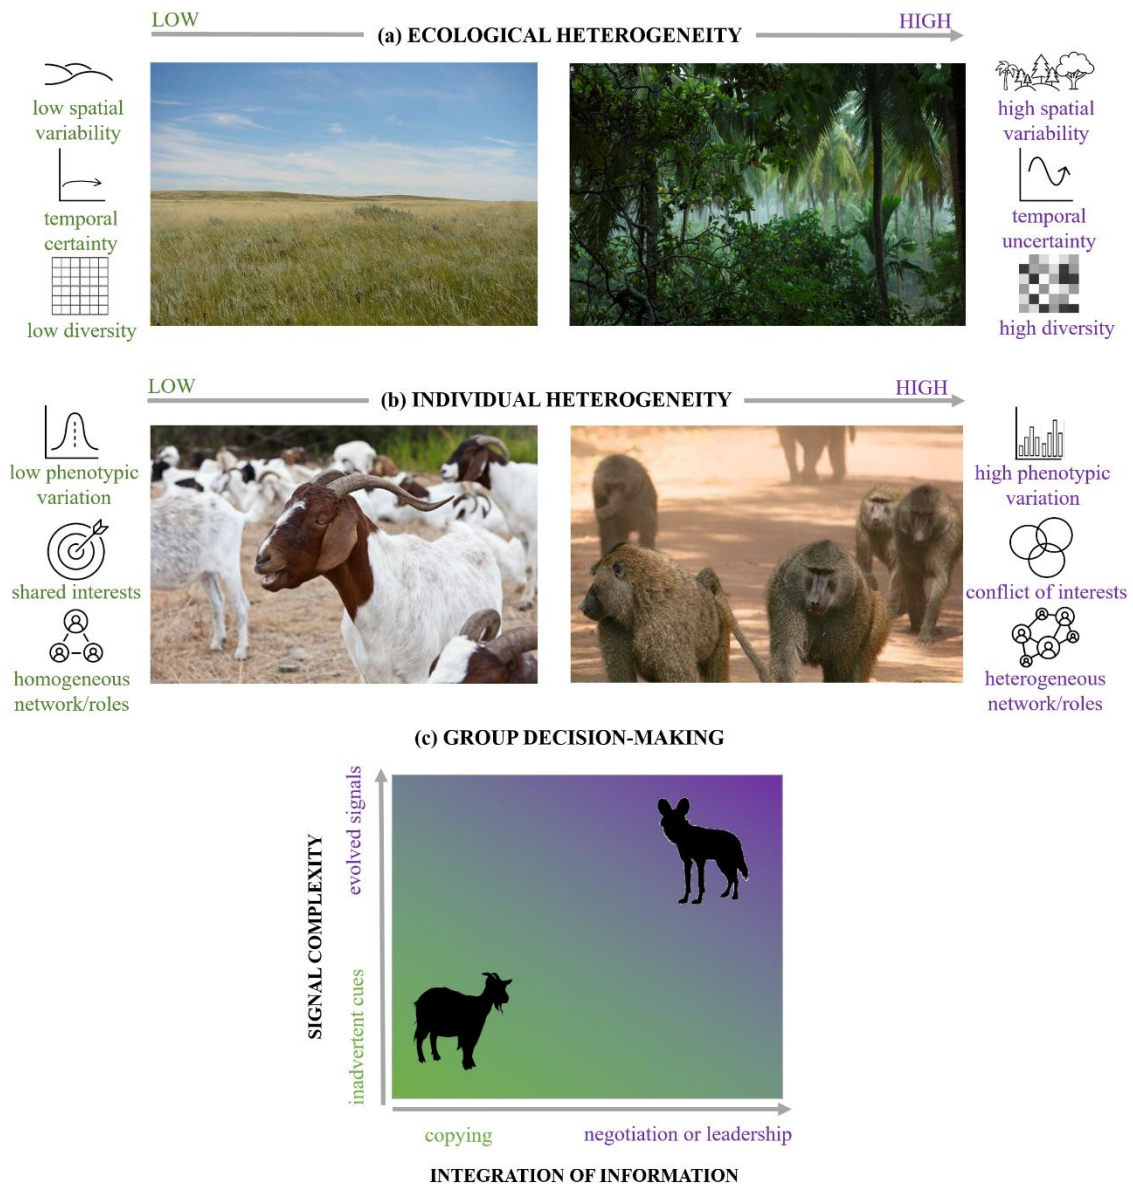 LOW
HIGH
(a) ECOLOGICAL HETEROGENEITY
low spatial
variability
temporal
certainty
low diversity
high spatial
variability
temporal
uncertainty
high diversity
LOW
HIGH
(b) INDIVIDUAL HETEROGENEITY
low phenotypic
variation
shared interests
homogeneous
network/roles
high phenotypic
variation
conflict of interests
heterogeneous
network/roles
(c) GROUP DECISION-MAKING
SIGNAL COMPLEXITY
evolved signals
inadvertent cues
copying
negotiation or leadership
INTEGRATION OF INFORMATION